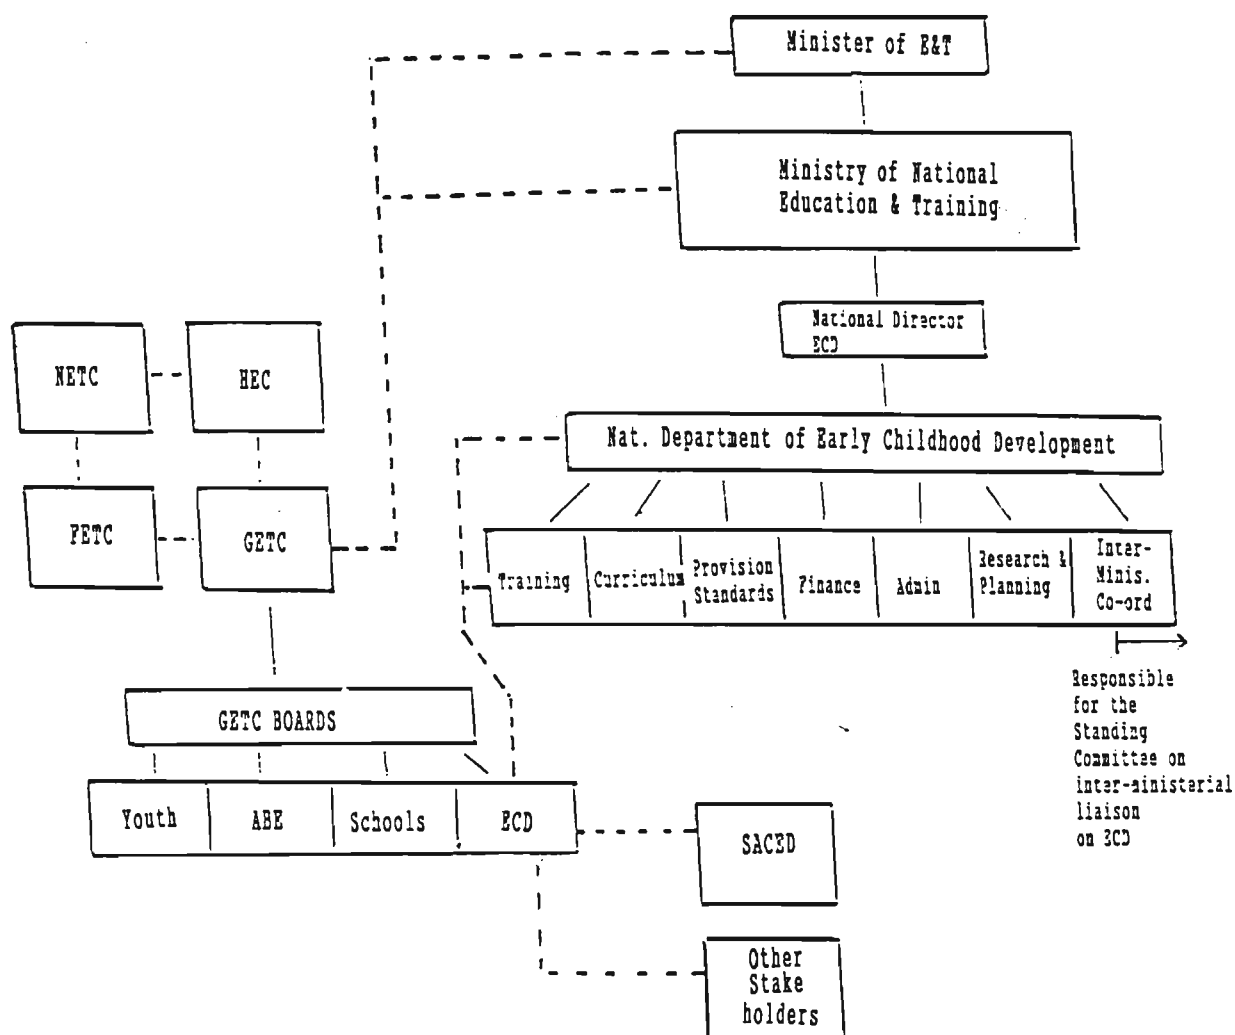 Minister of E&T
Ministry of National
Education & Training
National Director
ECD
NETC
HEC
Nat. Department of Early Childhood Development
FETC
GETC
Training
Curriculum
Provision
Standards
Finance
Admin
Research &
Planning
Inter-
Minis.
Co-ord
Responsible
for the
Standing
Committee on
inter-ministerial
liaison
on ECD
GETC BOARDS
Youth
ABE
Schools
ECD
SACED
Other
Stake
holders